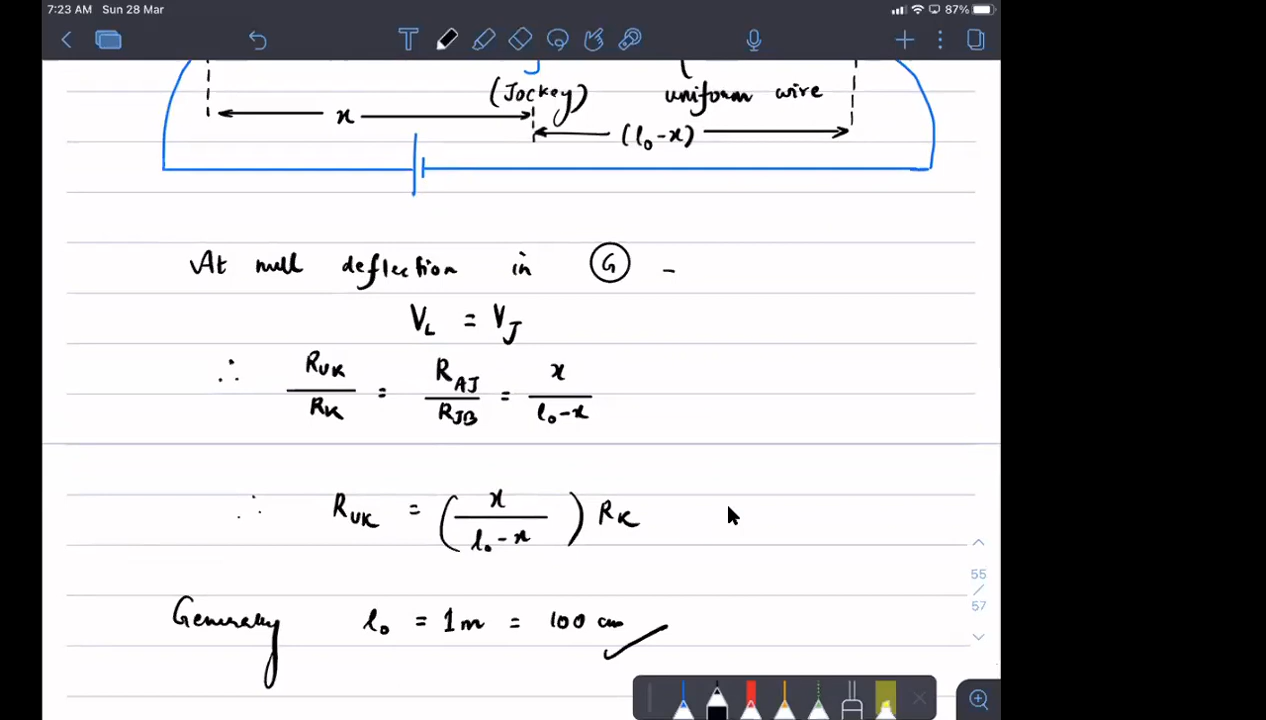 7:23 AM Sun 28 Mar 87%
T
(Jockey) uniform wire
x (l₀-x)
At null deflection in G -
V_L = V_J
∴ R_UK / R_K = R_AJ / R_JB = x / l₀-x
∴ R_UK = (x / l₀-x) R_K
55
/
57
Generally l₀ = 1m = 100 cm